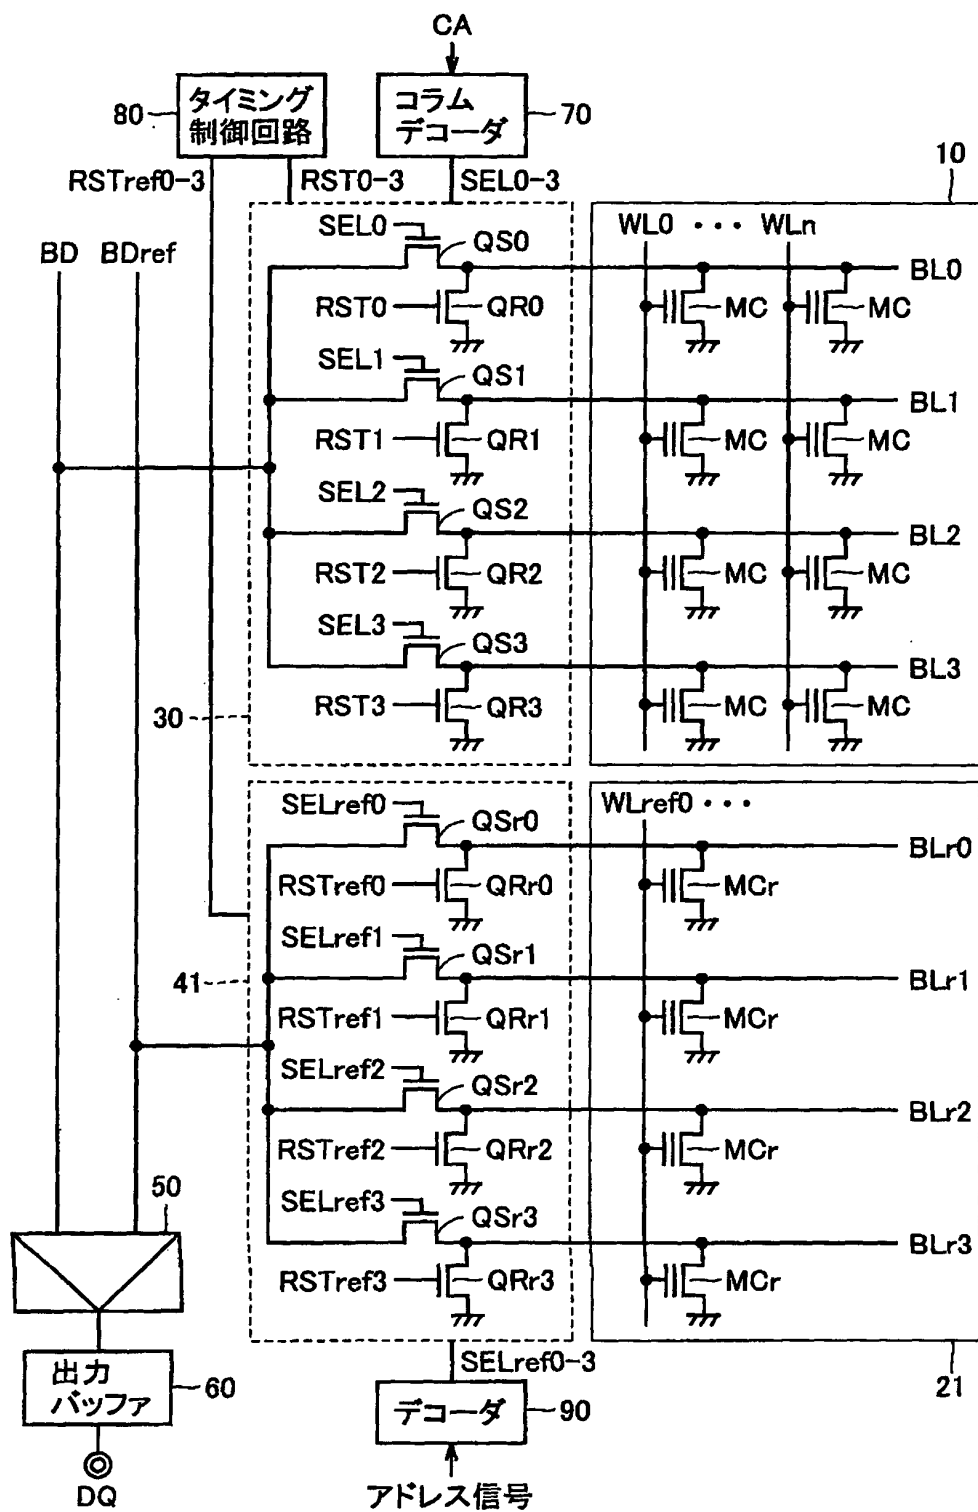 CA
80
タイミング
制御回路
コラム
デコーダ
70
RSTref0-3
RST0-3
SEL0-3
10
BD
BDref
SEL0
QS0
RST0
QR0
WL0 ・・・ WLn
BL0
MC
MC
SEL1
QS1
RST1
QR1
BL1
MC
MC
SEL2
QS2
RST2
QR2
BL2
MC
MC
SEL3
QS3
RST3
QR3
BL3
MC
MC
30
SELref0
QSr0
RSTref0
QRr0
WLref0 ・・・
BLr0
MCr
SELref1
QSr1
41
RSTref1
QRr1
BLr1
MCr
SELref2
QSr2
RSTref2
QRr2
BLr2
MCr
SELref3
QSr3
RSTref3
QRr3
BLr3
MCr
50
SELref0-3
21
出力
バッファ
60
デコーダ
90
DQ
アドレス信号